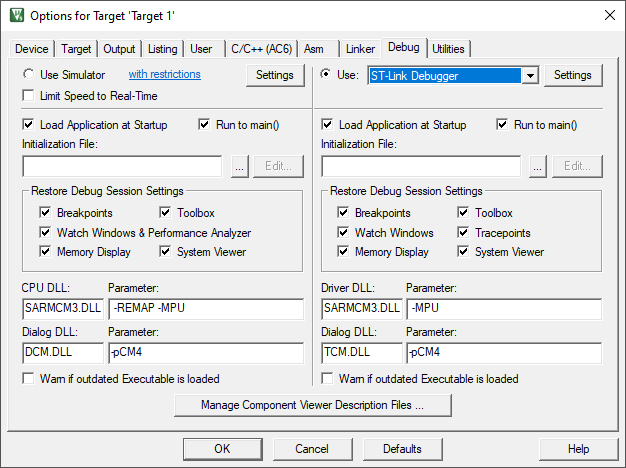 Options for Target 'Target 1'
Device Target Output Listing User C/C++ (AC6) Asm Linker Debug Utilities
Use Simulator with restrictions Settings
Limit Speed to Real-Time
Use: ST-Link Debugger Settings
Load Application at Startup Run to main()
Initialization File:
... Edit...
Load Application at Startup Run to main()
Initialization File:
... Edit...
Restore Debug Session Settings
Breakpoints Toolbox
Watch Windows & Performance Analyzer
Memory Display System Viewer
Restore Debug Session Settings
Breakpoints Toolbox
Watch Windows Tracepoints
Memory Display System Viewer
CPU DLL: Parameter:
SARMCM3.DLL -REMAP -MPU
Dialog DLL: Parameter:
DCM.DLL -pCM4
Warn if outdated Executable is loaded
Driver DLL: Parameter:
SARMCM3.DLL -MPU
Dialog DLL: Parameter:
TCM.DLL -pCM4
Warn if outdated Executable is loaded
Manage Component Viewer Description Files ...
OK Cancel Defaults Help